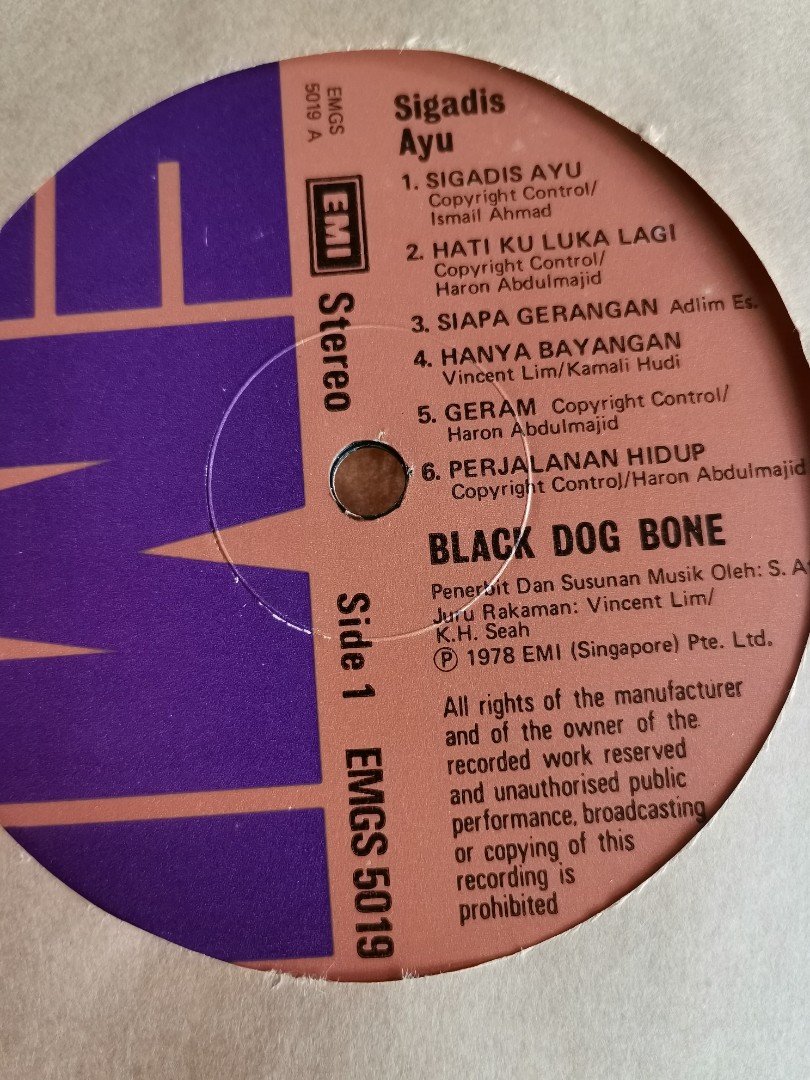 EMGS
5019 A
EMI
Stereo
Side 1 EMGS 5019
Sigadis
Ayu
1. SIGADIS AYU
Copyright Control/
Ismail Ahmad
2. HATI KU LUKA LAGI
Copyright Control/
Haron Abdulmajid
3. SIAPA GERANGAN Adlim Es.
4. HANYA BAYANGAN
Vincent Lim/Kamali Hudi
5. GERAM Copyright Control/
Haron Abdulmajid
6. PERJALANAN HIDUP
Copyright Control/Haron Abdulmajid
BLACK DOG BONE
Penerbit Dan Susunan Musik Oleh: S.
Juru Rakaman: Vincent Lim/
K.H. Seah
Ⓟ 1978 EMI (Singapore) Pte. Ltd.
All rights of the manufacturer
and of the owner of the
recorded work reserved
and unauthorised public
performance, broadcasting
or copying of this
recording is
prohibited